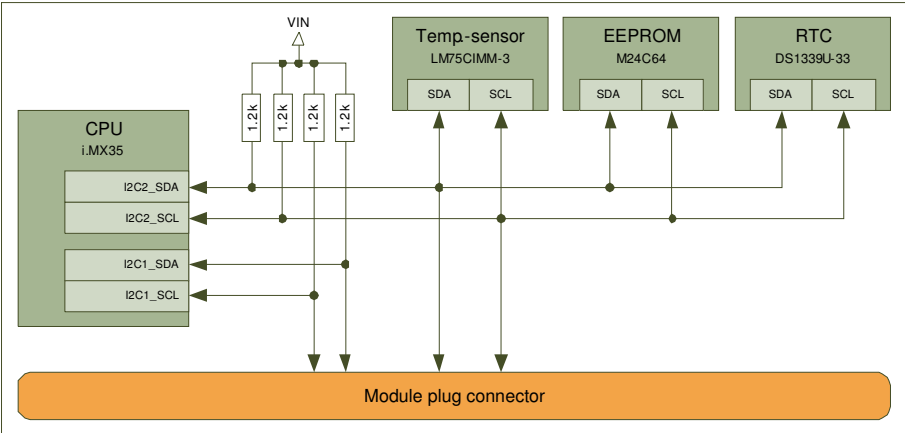 VIN
1.2k
1.2k
1.2k
1.2k
Temp.-sensor
LM75CIMM-3
SDA
SCL
EEPROM
M24C64
SDA
SCL
RTC
DS1339U-33
SDA
SCL
CPU
i.MX35
I2C2_SDA
I2C2_SCL
I2C1_SDA
I2C1_SCL
Module plug connector